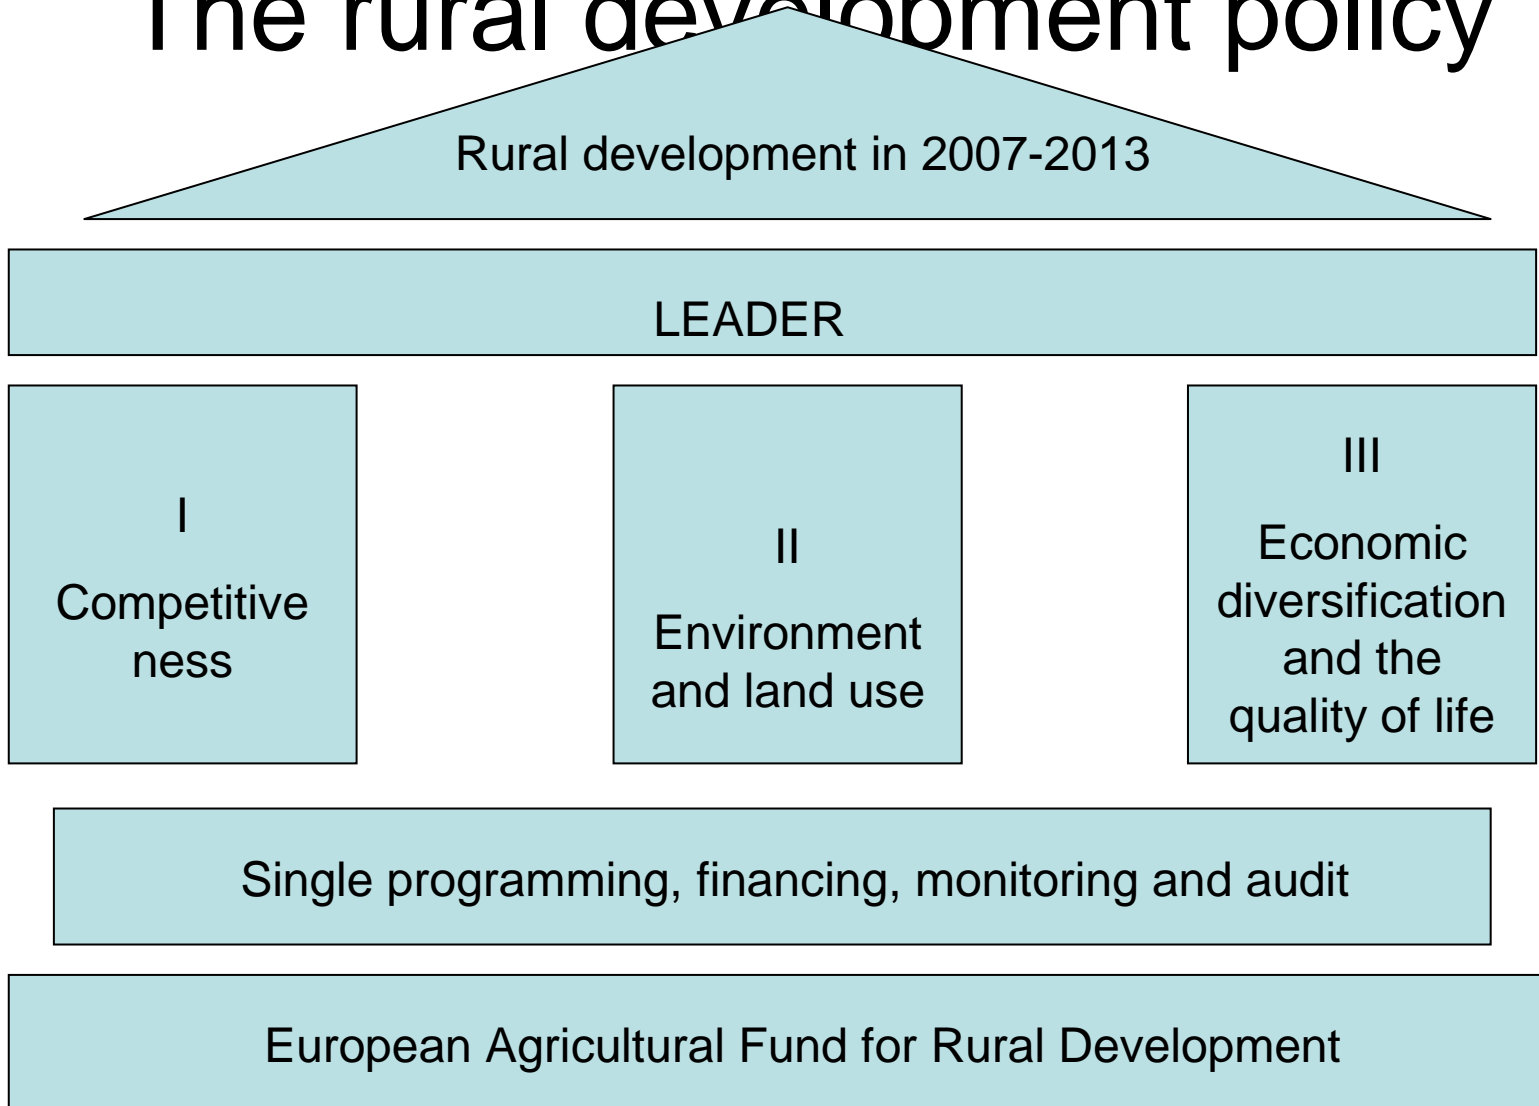 The rural development policy
Rural development in 2007-2013
LEADER
I
Competitive
ness
II
Environment
and land use
III
Economic
diversification
and the
quality of life
Single programming, financing, monitoring and audit
European Agricultural Fund for Rural Development